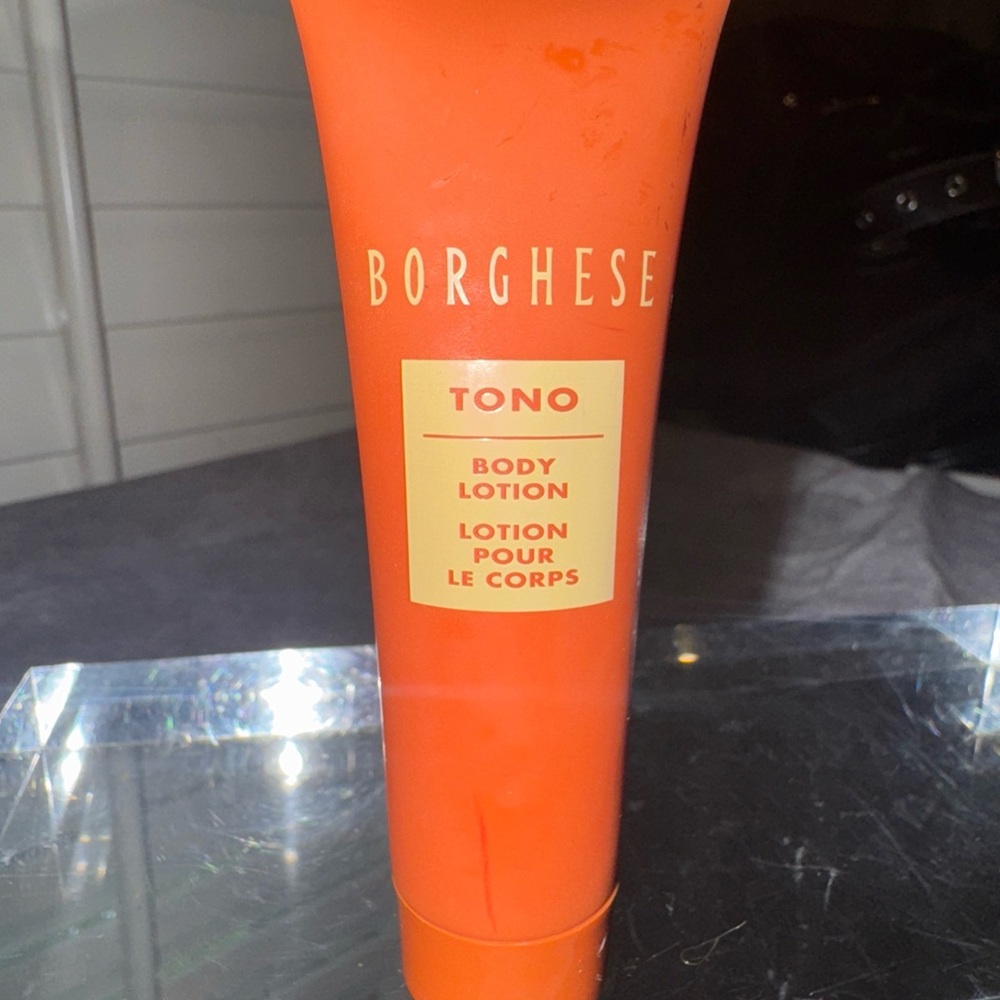 BORGHESE
TONO
BODY
LOTION
LOTION
POUR
LE CORPS